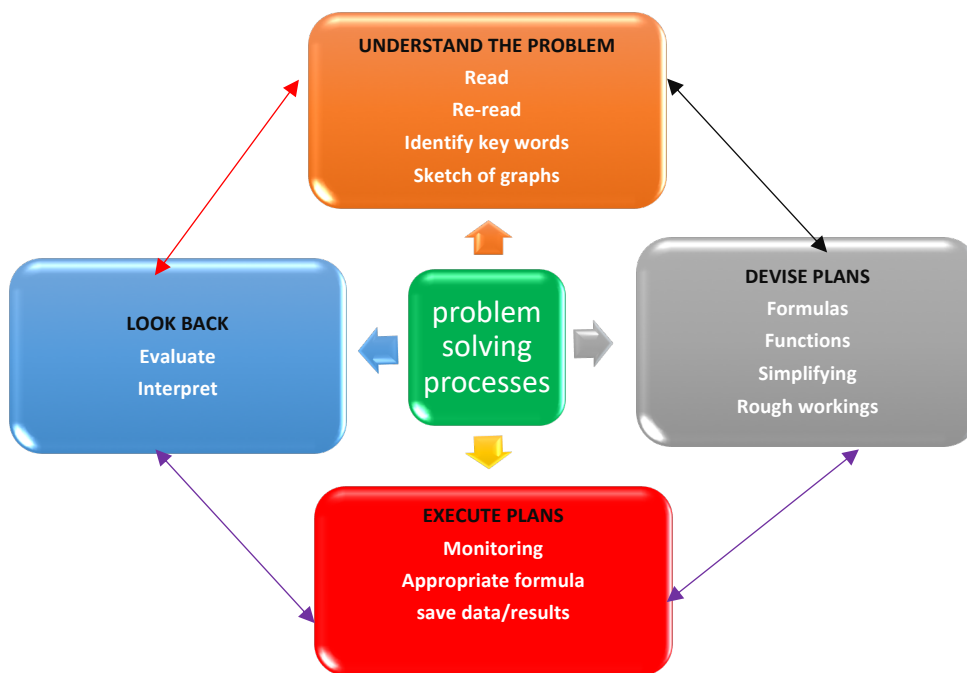 UNDERSTAND THE PROBLEM
Read
Re-read
Identify key words
Sketch of graphs
LOOK BACK
Evaluate
Interpret
problem
solving
processes
DEVISE PLANS
Formulas
Functions
Simplifying
Rough workings
EXECUTE PLANS
Monitoring
Appropriate formula
save data/results